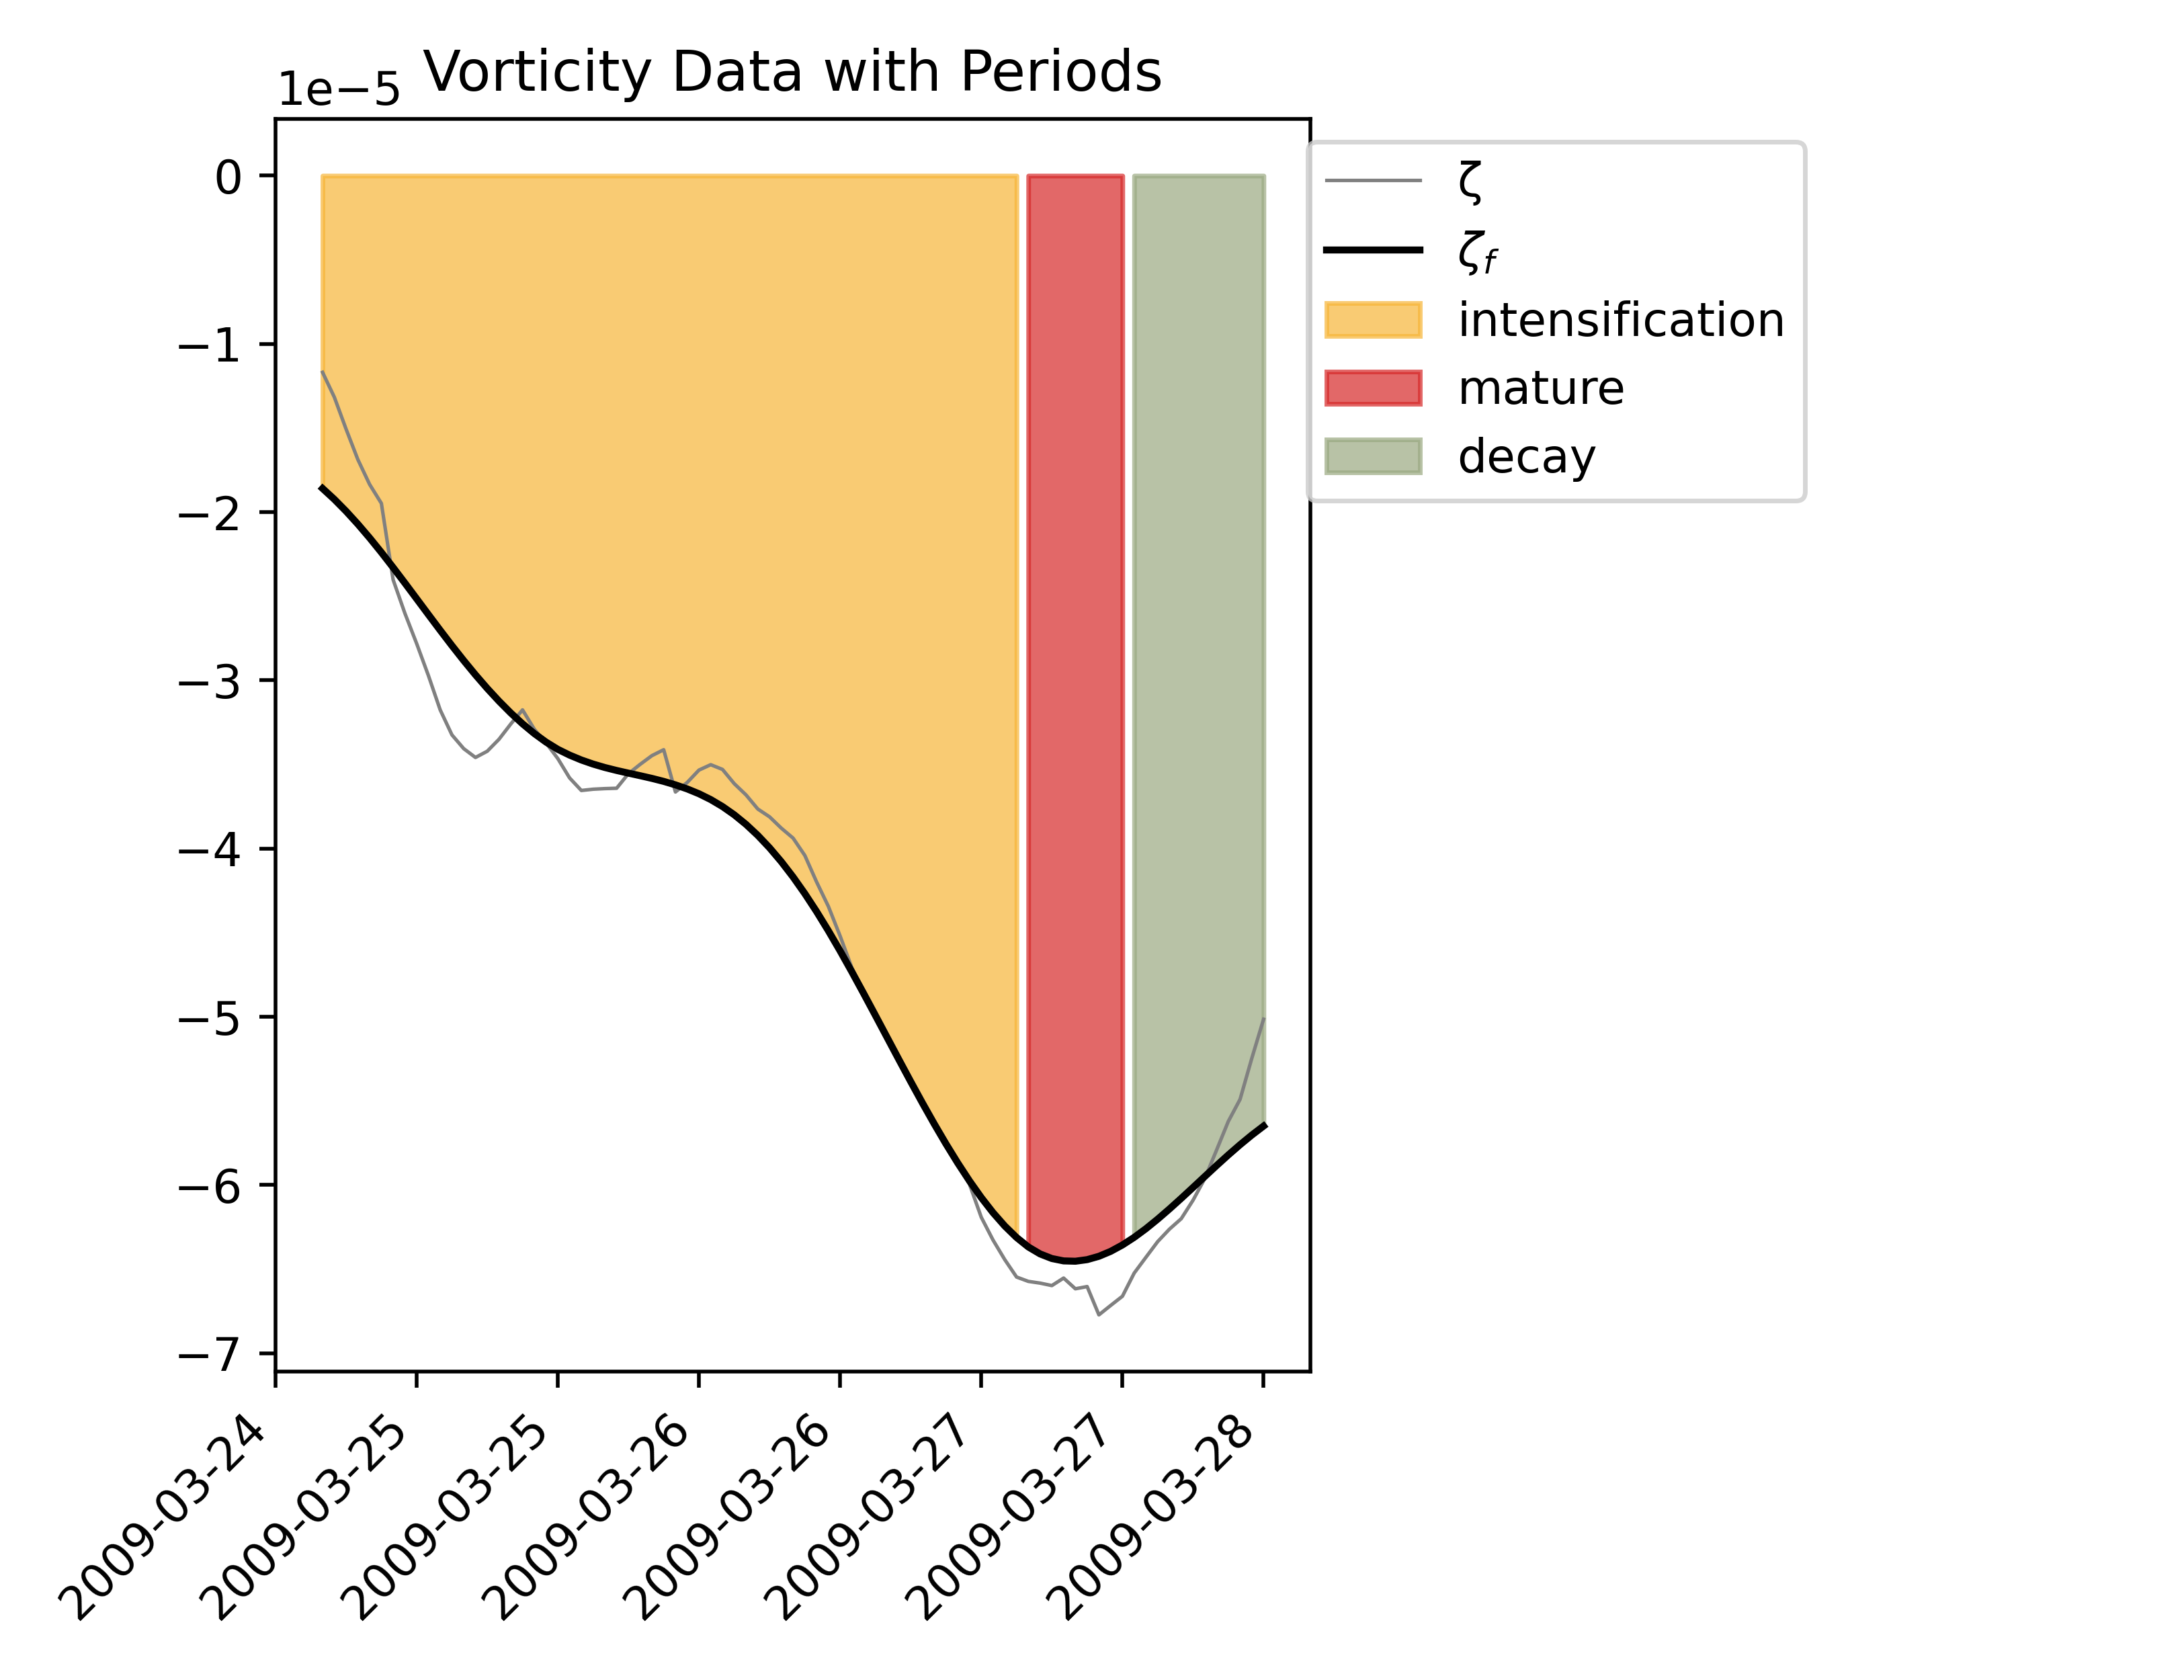 Vorticity Data with Periods
1e−5
0
−1
−2
−3
−4
−5
−6
−7
2009-03-24
2009-03-25
2009-03-25
2009-03-26
2009-03-26
2009-03-27
2009-03-27
2009-03-28
ζ
ζf
intensification
mature
decay